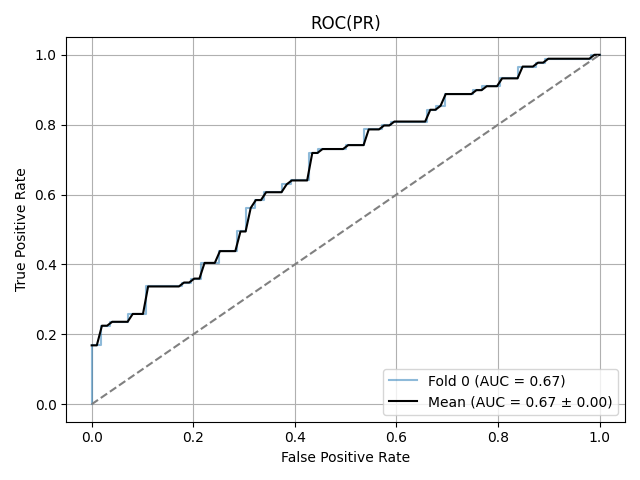 ROC(PR)
True Positive Rate
1.0
0.8
0.6
0.4
0.2
0.0
Fold 0 (AUC = 0.67)
Mean (AUC = 0.67 ± 0.00)
0.0 0.2 0.4 0.6 0.8 1.0
False Positive Rate